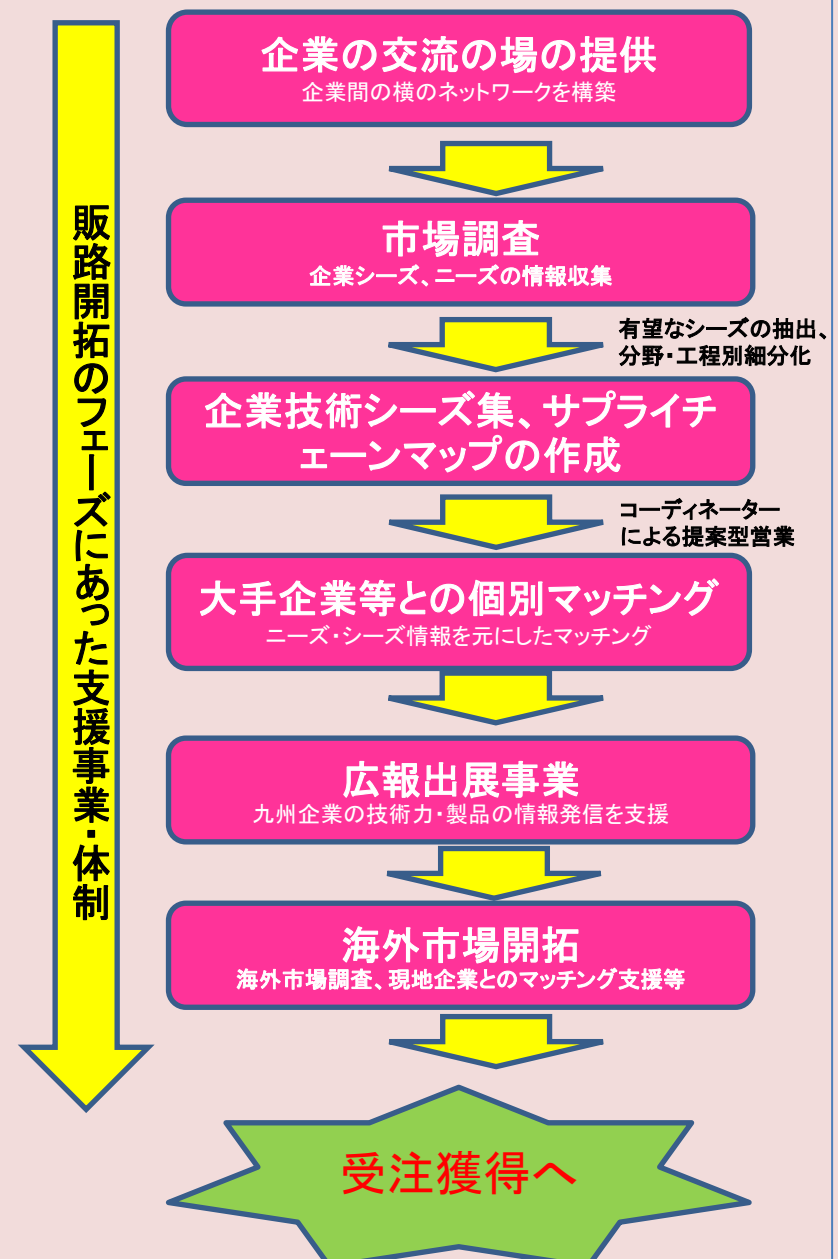 企業の交流の場の提供
企業間の横のネットワークを構築
市場調査
企業シーズ、ニーズの情報収集
有望なシーズの抽出、
分野・工程別細分化
企業技術シーズ集、サプライチ
ェーンマップの作成
コーディネーター
による提案型営業
大手企業等との個別マッチング
ニーズ・シーズ情報を元にしたマッチング
広報出展事業
九州企業の技術力・製品の情報発信を支援
海外市場開拓
海外市場調査、現地企業とのマッチング支援等
受注獲得へ
販路開拓のフェーズにあった支援事業・体制